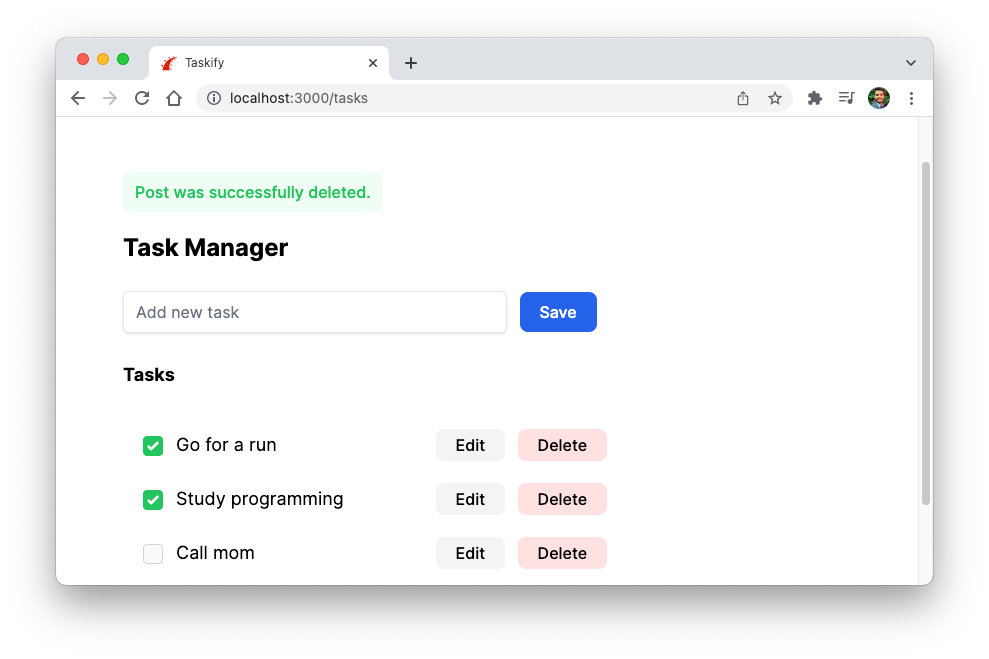 Taskify
localhost:3000/tasks
Post was successfully deleted.
Task Manager
Add new task Save
Tasks
Go for a run Edit Delete
Study programming Edit Delete
Call mom Edit Delete